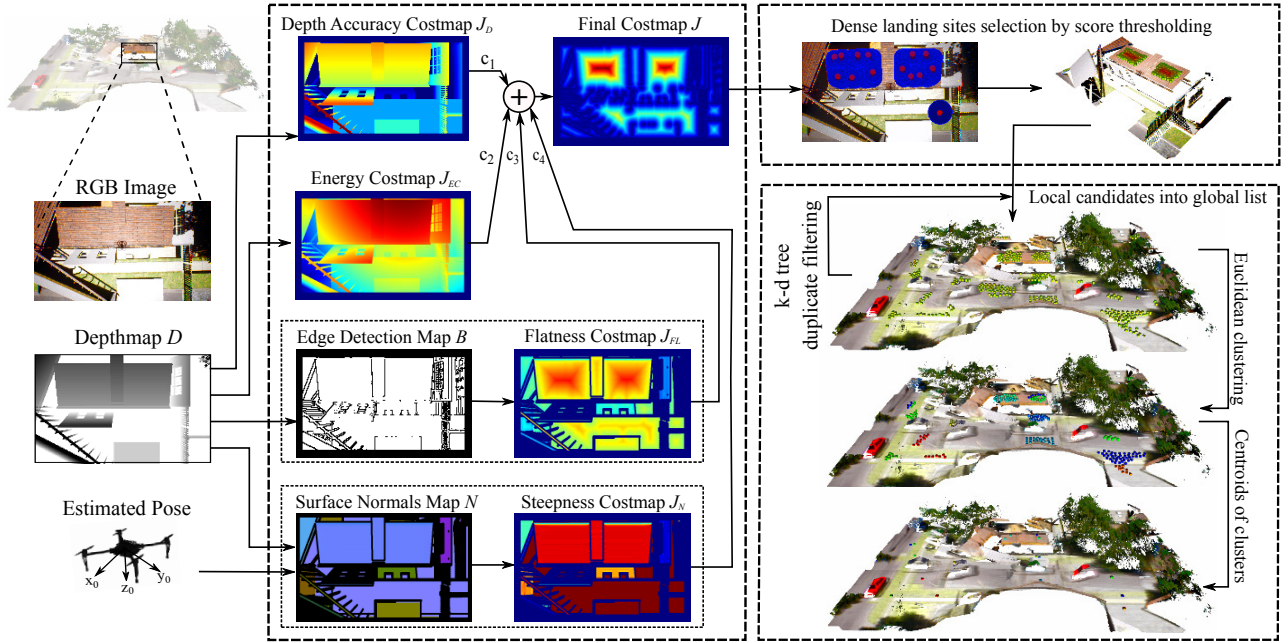 Depth Accuracy Costmap J_D
Final Costmap J
Dense landing sites selection by score thresholding
c_1
c_2
c_3
c_4
RGB Image
Energy Costmap J_EC
Local candidates into global list
k-d tree
duplicate filtering
Euclidean clustering
Depthmap D
Edge Detection Map B
Flatness Costmap J_FL
Centroids of clusters
Estimated Pose
Surface Normals Map N
Steepness Costmap J_N
x_0
z_0
y_0